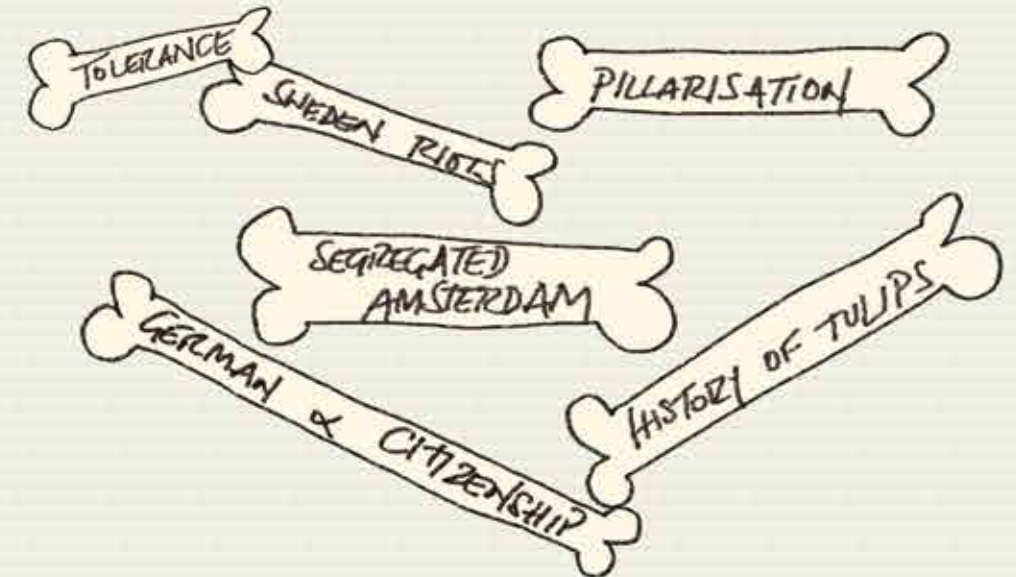 TOLERANCE
SWEDEN RIOTS
PILLARISATION
SEGREGATED
AMSTERDAM
HISTORY OF TULIPS
GERMAN & CITIZENSHIP